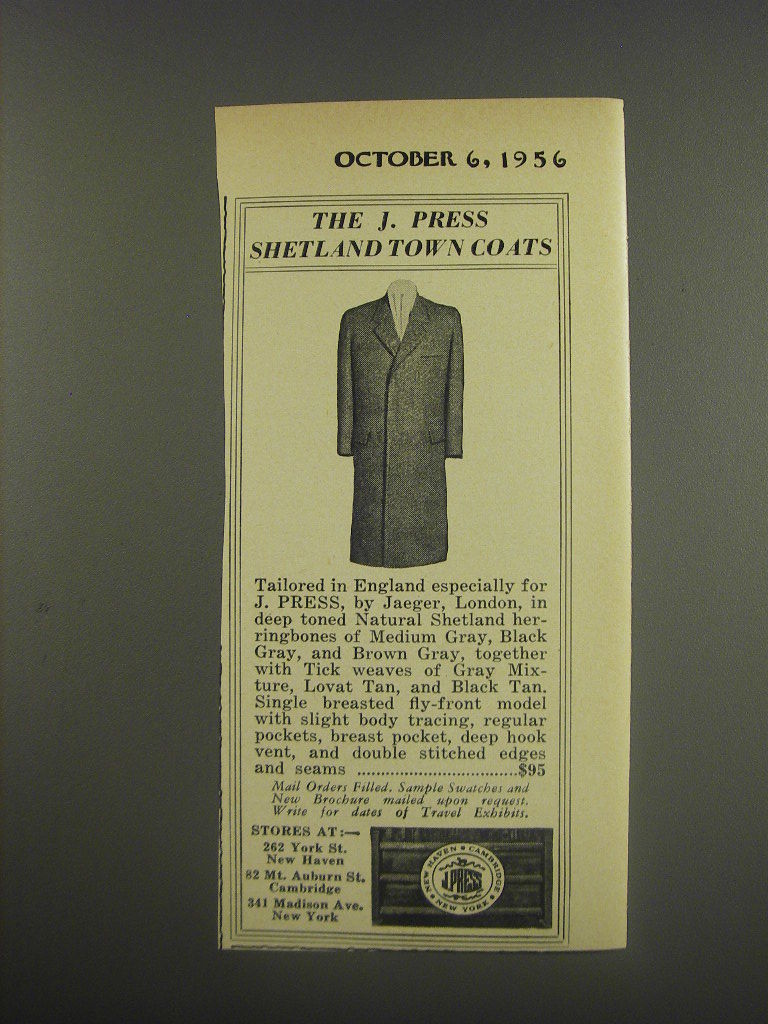 OCTOBER 6, 1956
THE J. PRESS
SHETLAND TOWN COATS
Tailored in England especially for
J. PRESS, by Jaeger, London, in
deep toned Natural Shetland her-
ringbones of Medium Gray, Black
Gray, and Brown Gray, together
with Tick weaves of Gray Mix-
ture, Lovat Tan, and Black Tan.
Single breasted fly-front model
with slight body tracing, regular
pockets, breast pocket, deep hook
vent, and double stitched edges
and seams ..................................$95
Mail Orders Filled. Sample Swatches and
New Brochure mailed upon request.
Write for dates of Travel Exhibits.
STORES AT:—
262 York St.
New Haven
82 Mt. Auburn St.
Cambridge
341 Madison Ave.
New York
NEW HAVEN • CAMBRIDGE
J. PRESS
• NEW YORK •